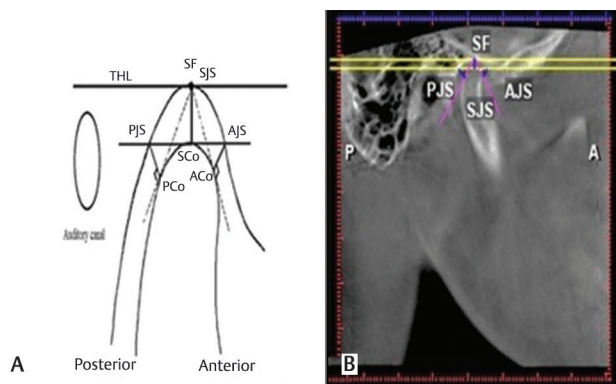 SF
THL
SJS
PJS
AJS
SCo
PCo
ACo
Auditory canal
A
Posterior
Anterior
SF
PJS
AJS
SJS
P
A
B